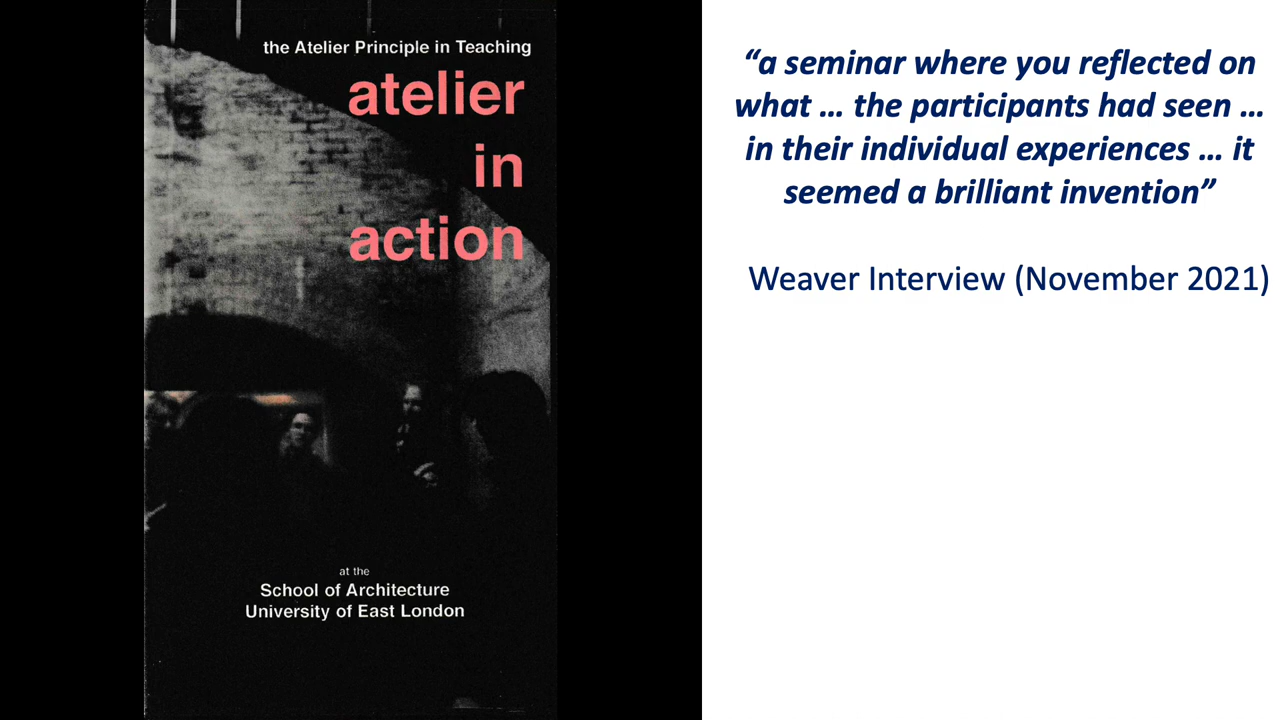 the Atelier Principle in Teaching
atelier
in
action
at the
School of Architecture
University of East London
“a seminar where you reflected on
what … the participants had seen …
in their individual experiences … it
seemed a brilliant invention”
Weaver Interview (November 2021)